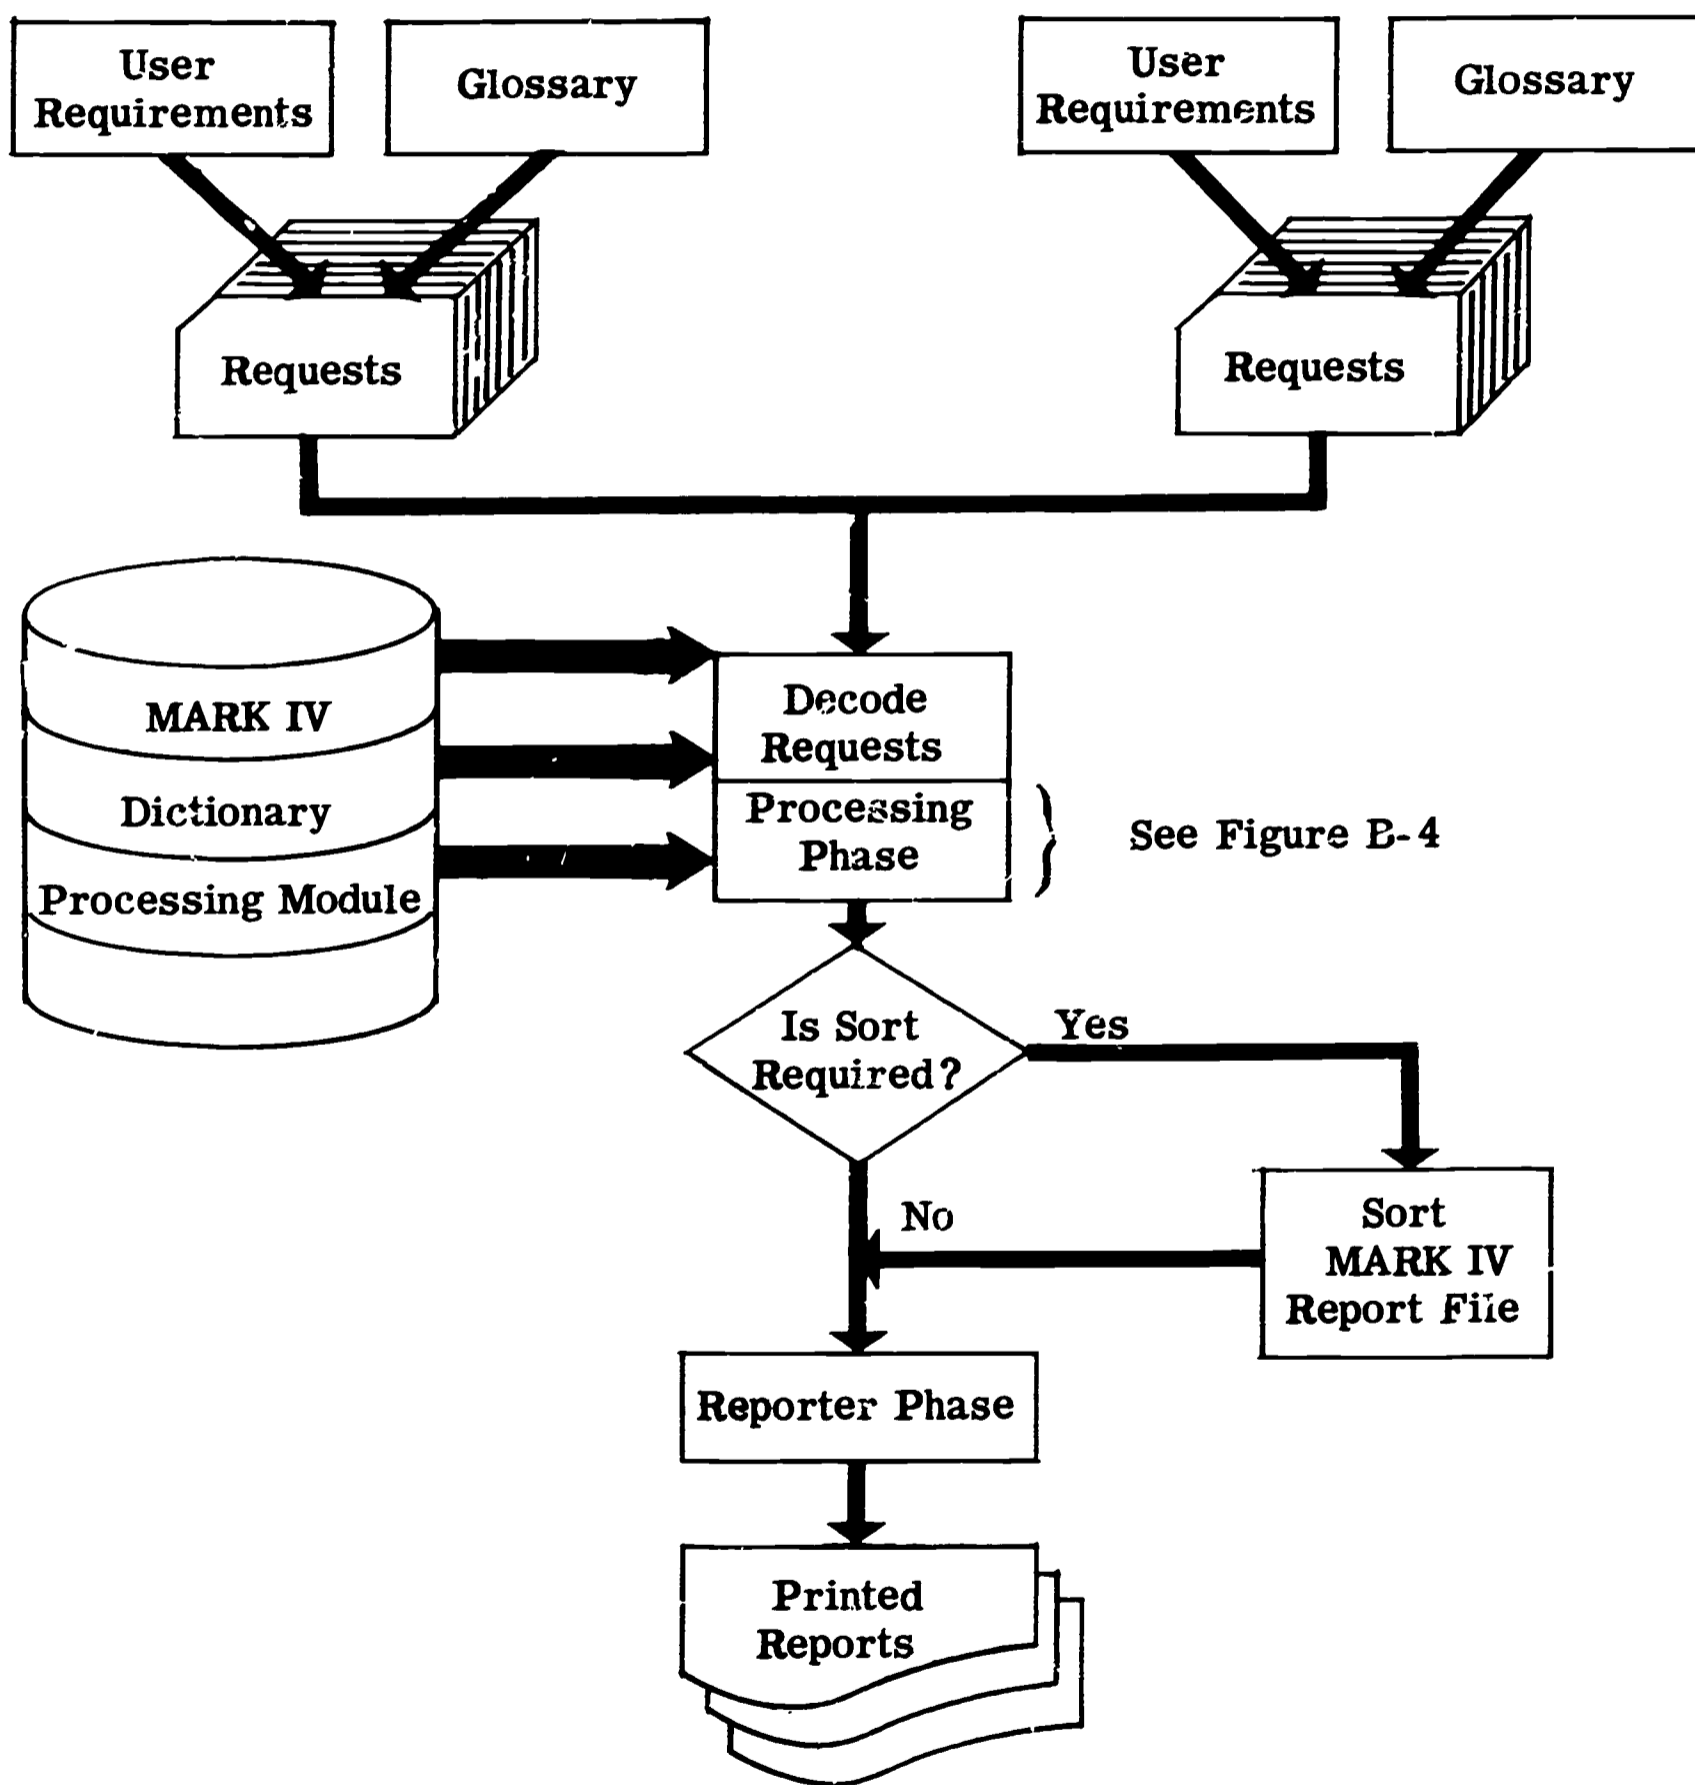 User
Requirements
Glossary
User
Requirements
Glossary
Requests
Requests
MARK IV
Dictionary
Processing Module
Decode
Requests
Processing
Phase
See Figure B-4
Is Sort
Required?
Yes
No
Sort
MARK IV
Report File
Reporter Phase
Printed
Reports